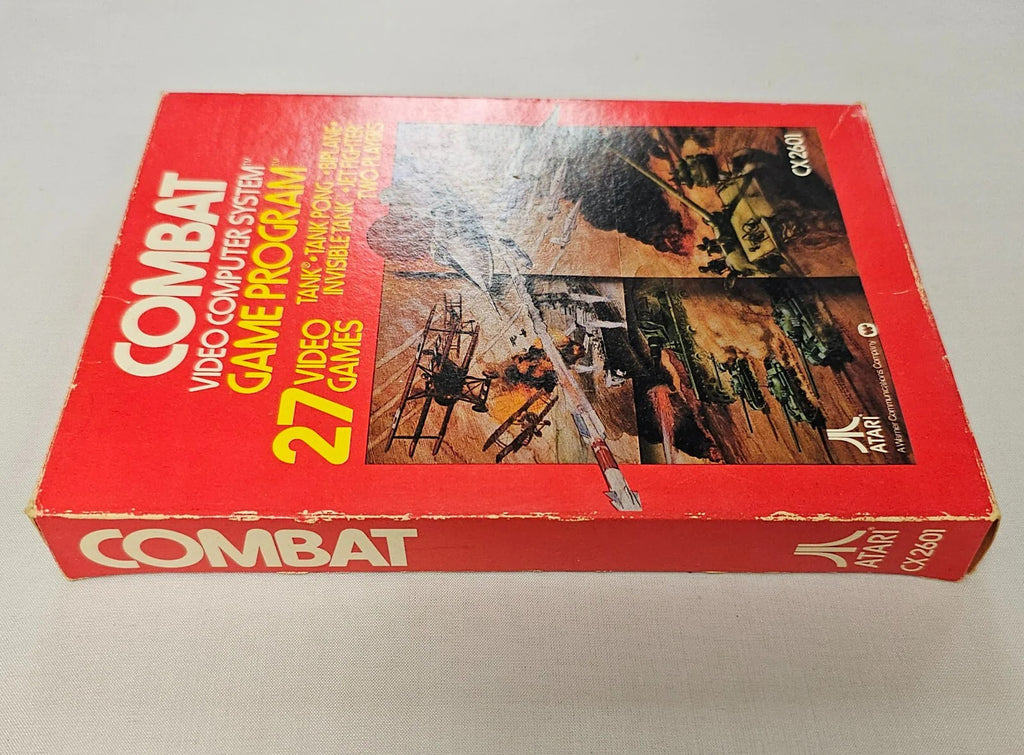 COMBAT
VIDEO COMPUTER SYSTEM™
GAME PROGRAM™
27 VIDEO GAMES
TANK® • TANK PONG • BIPLANE •
INVISIBLE TANK • JET FIGHTER
TWO PLAYERS
CX2601
ATARI®
A Warner Communications Company
COMBAT
ATARI®
CX2601